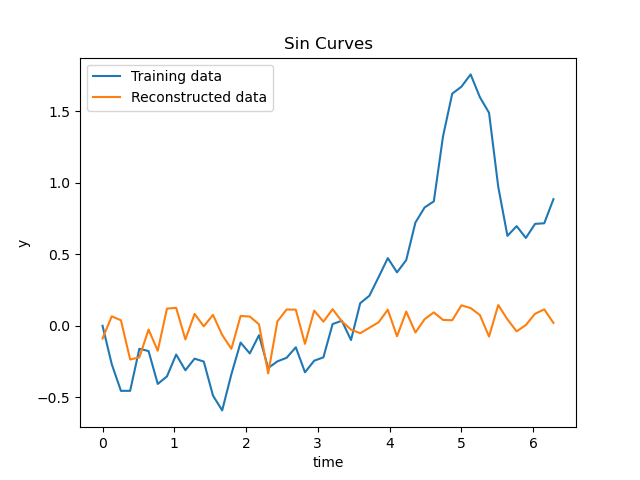 Sin Curves
Training data
Reconstructed data
1.5
1.0
0.5
0.0
−0.5
y
0 1 2 3 4 5 6
time